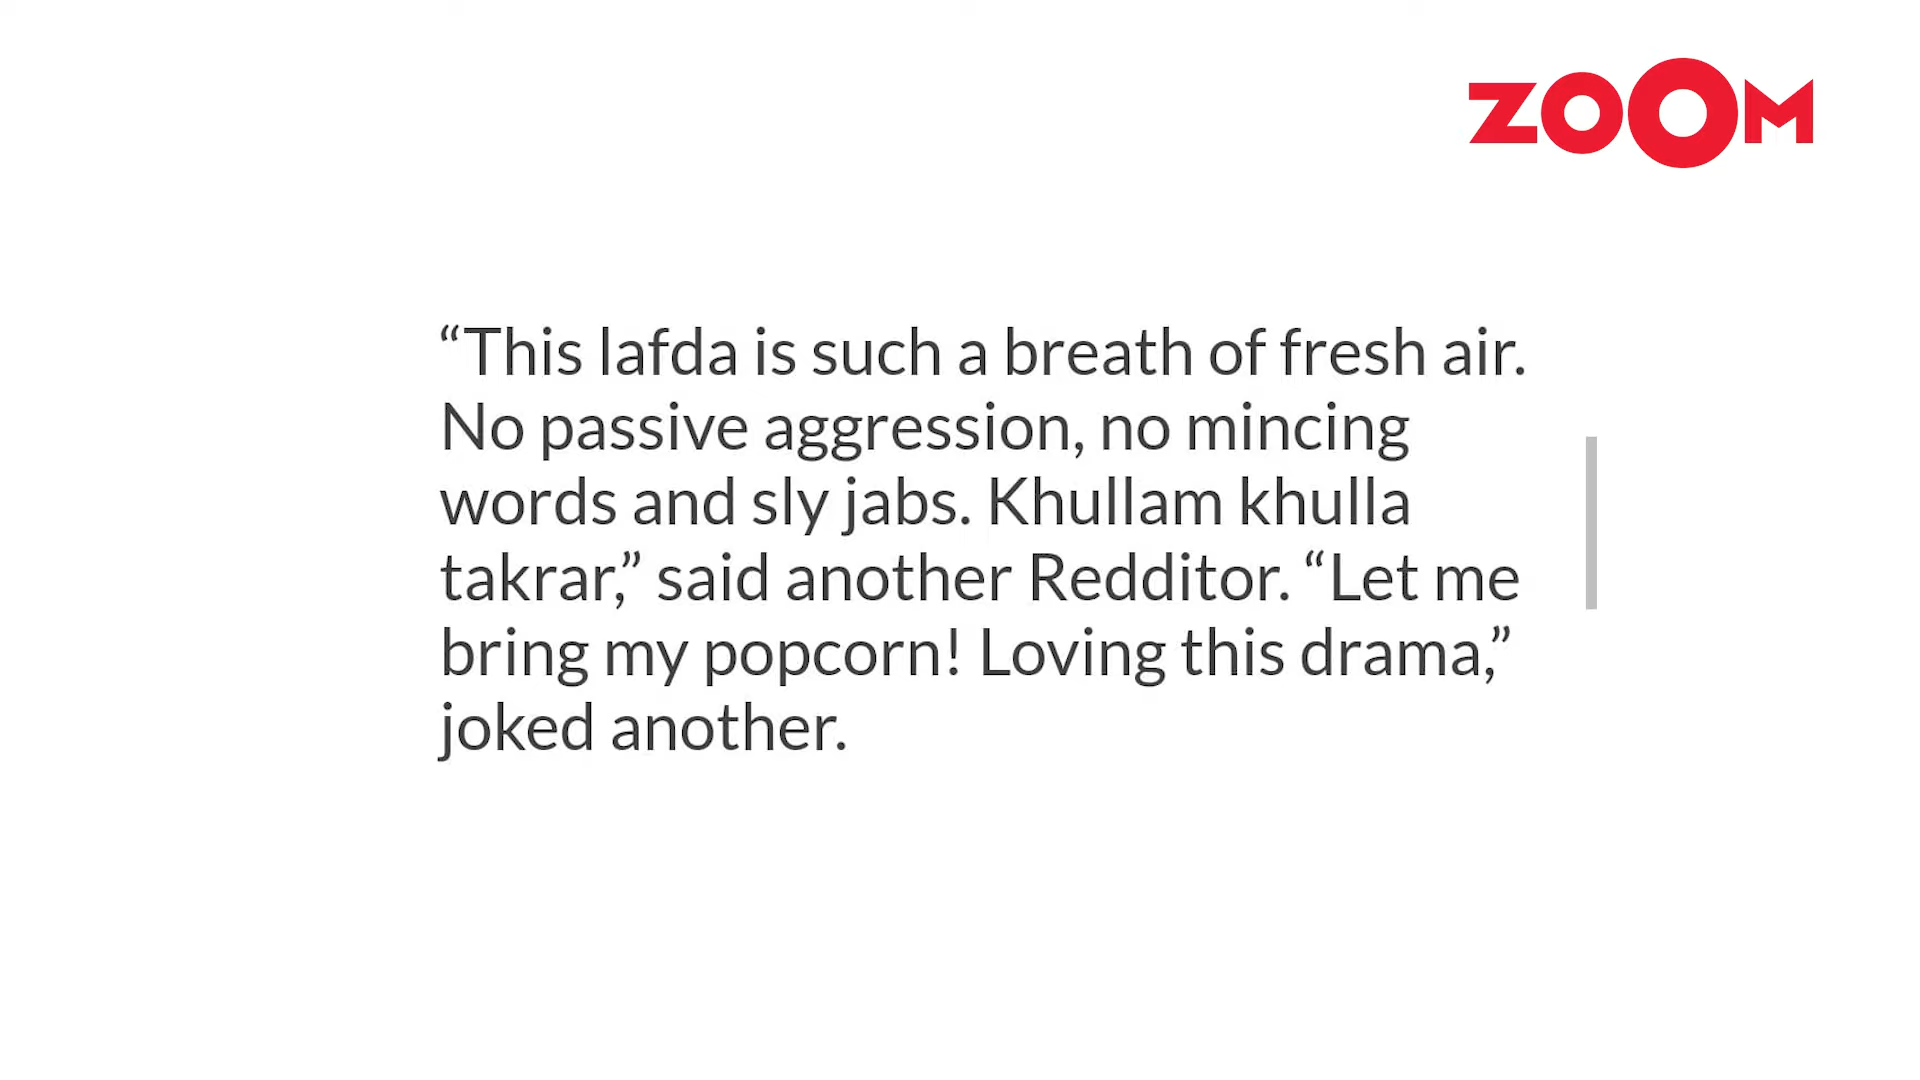 ZOOM
“This lafda is such a breath of fresh air.
No passive aggression, no mincing
words and sly jabs. Khullam khulla
takrar,” said another Redditor. “Let me
bring my popcorn! Loving this drama,”
joked another.